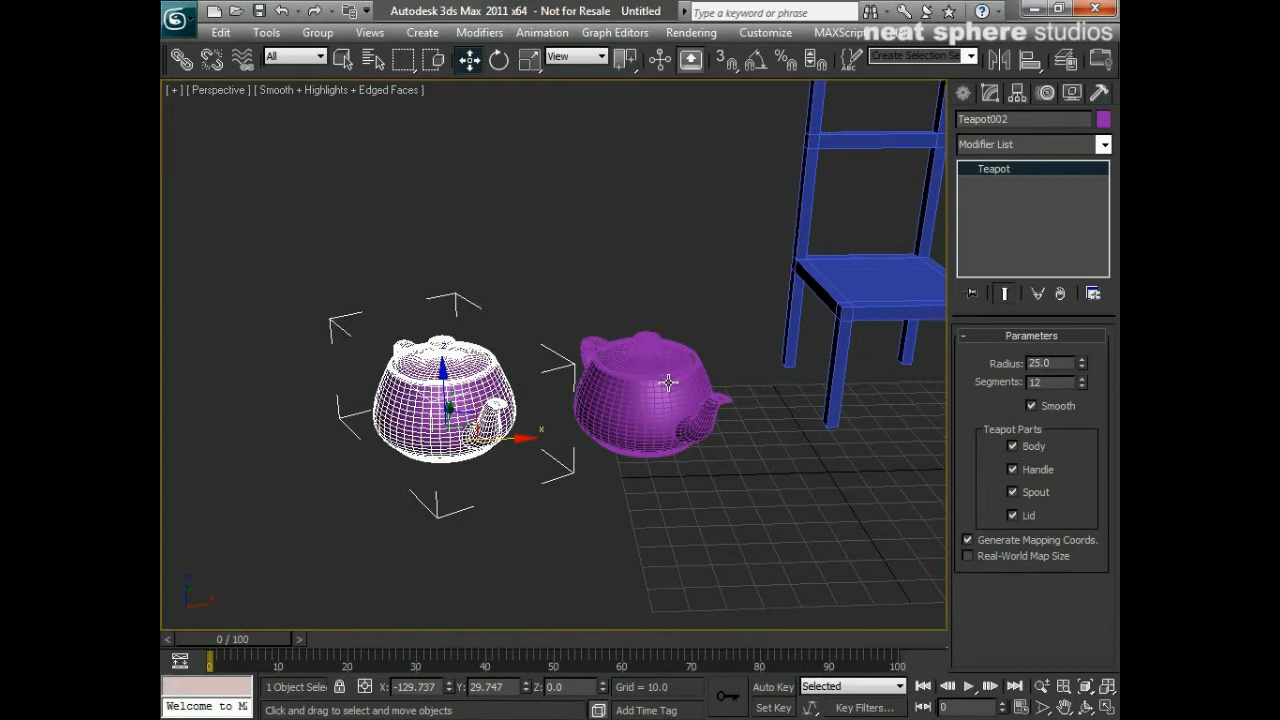 Autodesk 3ds Max 2011 x64 - Not for Resale Untitled
Type a keyword or phrase
Edit Tools Group Views Create Modifiers Animation Graph Editors Rendering Customize MAXScript
neat sphere studios
All View 3 Create Selection Se
[ + ] [ Perspective ] [ Smooth + Highlights + Edged Faces ]
Teapot002
Modifier List
Teapot
Parameters
Radius: 25.0
Segments: 12
Smooth
Teapot Parts
Body
Handle
Spout
Lid
Generate Mapping Coords.
Real-World Map Size
z
x
0 / 100
0 10 20 30 40 50 60 70 80 90 100
1 Object Sele X: -129.737 Y: 29.747 Z: 0.0 Grid = 10.0 Auto Key Selected
Welcome to M Click and drag to select and move objects Add Time Tag Set Key Key Filters... 0